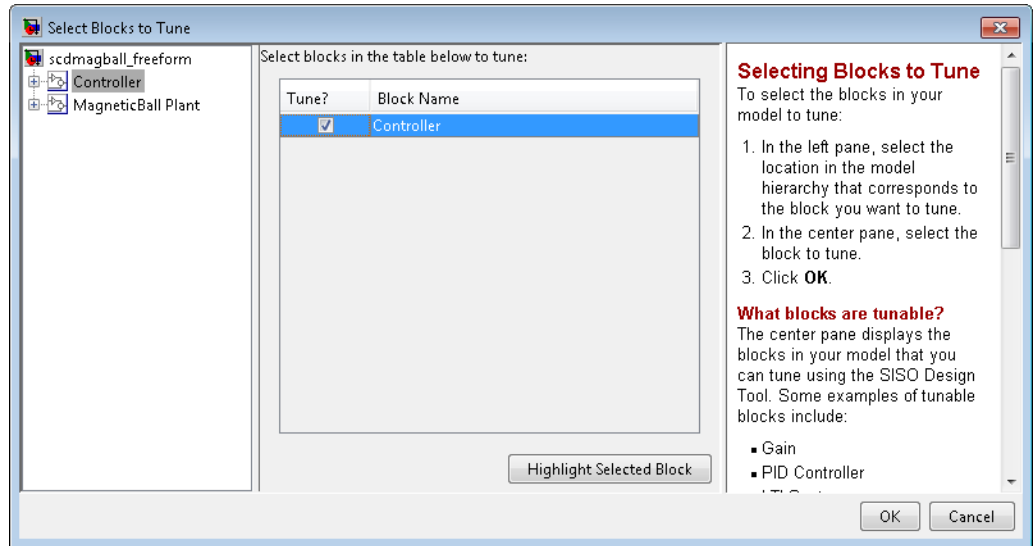 Select Blocks to Tune
scdmagball_freeform
Controller
MagneticBall Plant
Select blocks in the table below to tune:
Tune? Block Name
Controller
Highlight Selected Block
Selecting Blocks to Tune
To select the blocks in your
model to tune:
1. In the left pane, select the
location in the model
hierarchy that corresponds to
the block you want to tune.
2. In the center pane, select the
block to tune.
3. Click OK.
What blocks are tunable?
The center pane displays the
blocks in your model that you
can tune using the SISO Design
Tool. Some examples of tunable
blocks include:
▪ Gain
▪ PID Controller
OK Cancel